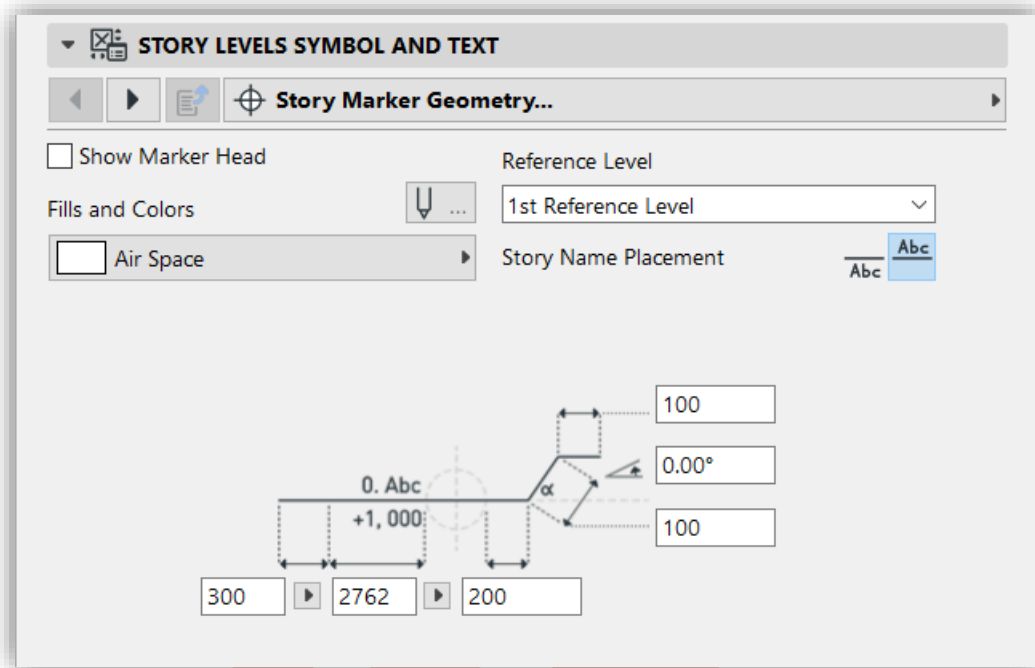 STORY LEVELS SYMBOL AND TEXT
Story Marker Geometry...
Show Marker Head
Reference Level
Fills and Colors
...
1st Reference Level
Air Space
Story Name Placement
Abc
Abc
100
0. Abc
α
0.00°
+1, 000
100
300
2762
200